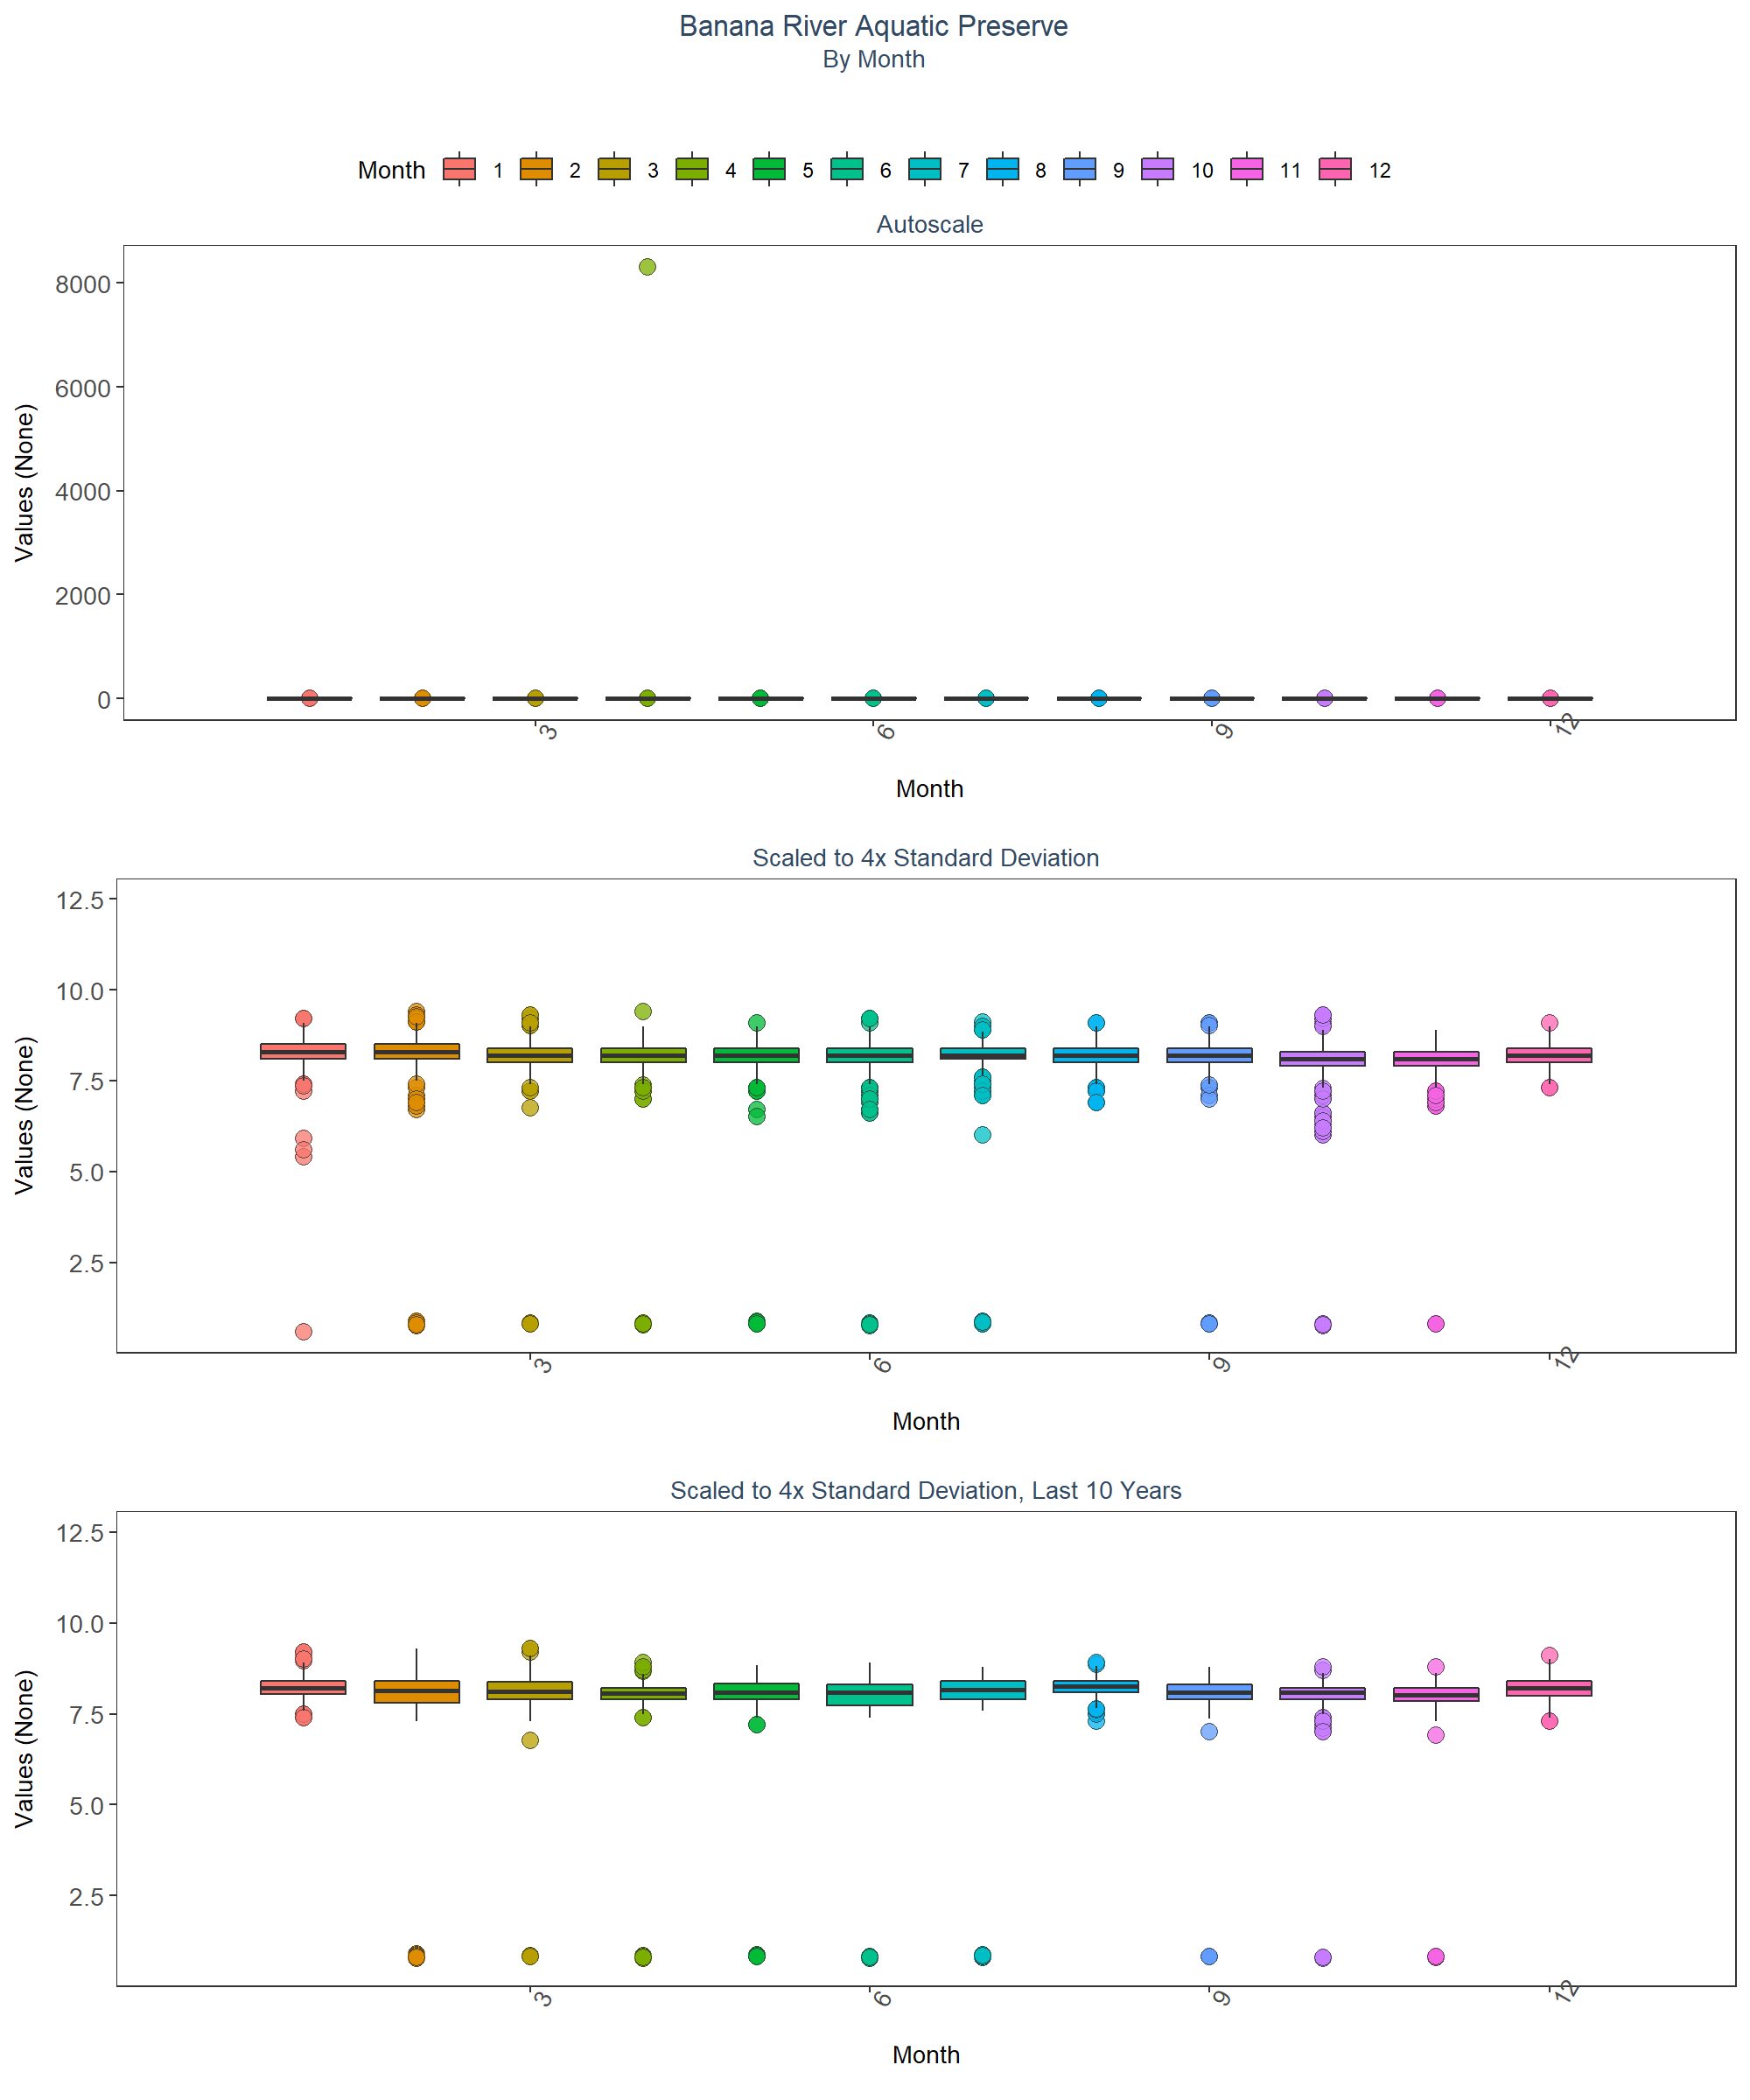 Banana River Aquatic Preserve
By Month
Month 1 2 3 4 5 6 7 8 9 10 11 12
Autoscale
8000
6000
4000
2000
0
Values (None)
3 6 9 12
Month
Scaled to 4x Standard Deviation
12.5
10.0
7.5
5.0
2.5
Values (None)
3 6 9 12
Month
Scaled to 4x Standard Deviation, Last 10 Years
12.5
10.0
7.5
5.0
2.5
Values (None)
3 6 9 12
Month